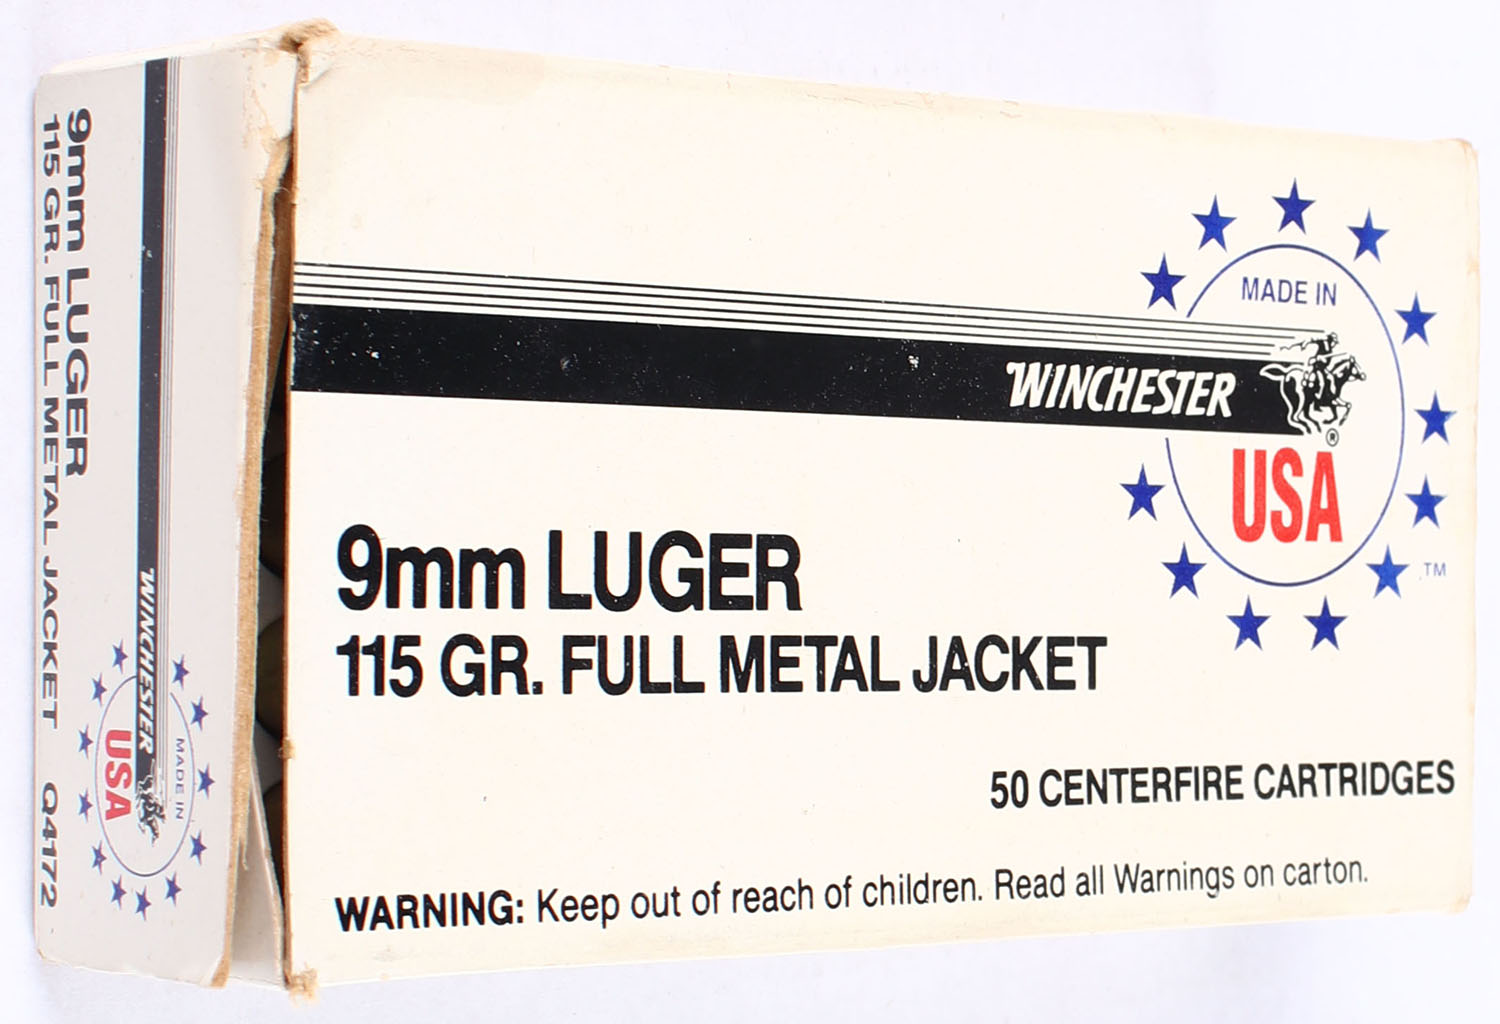 9mm LUGER
115 GR. FULL METAL JACKET Q4172
WINCHESTER
MADE IN
USA
MADE IN
WINCHESTER
®
USA
TM
9mm LUGER
115 GR. FULL METAL JACKET
50 CENTERFIRE CARTRIDGES
WARNING: Keep out of reach of children. Read all Warnings on carton.